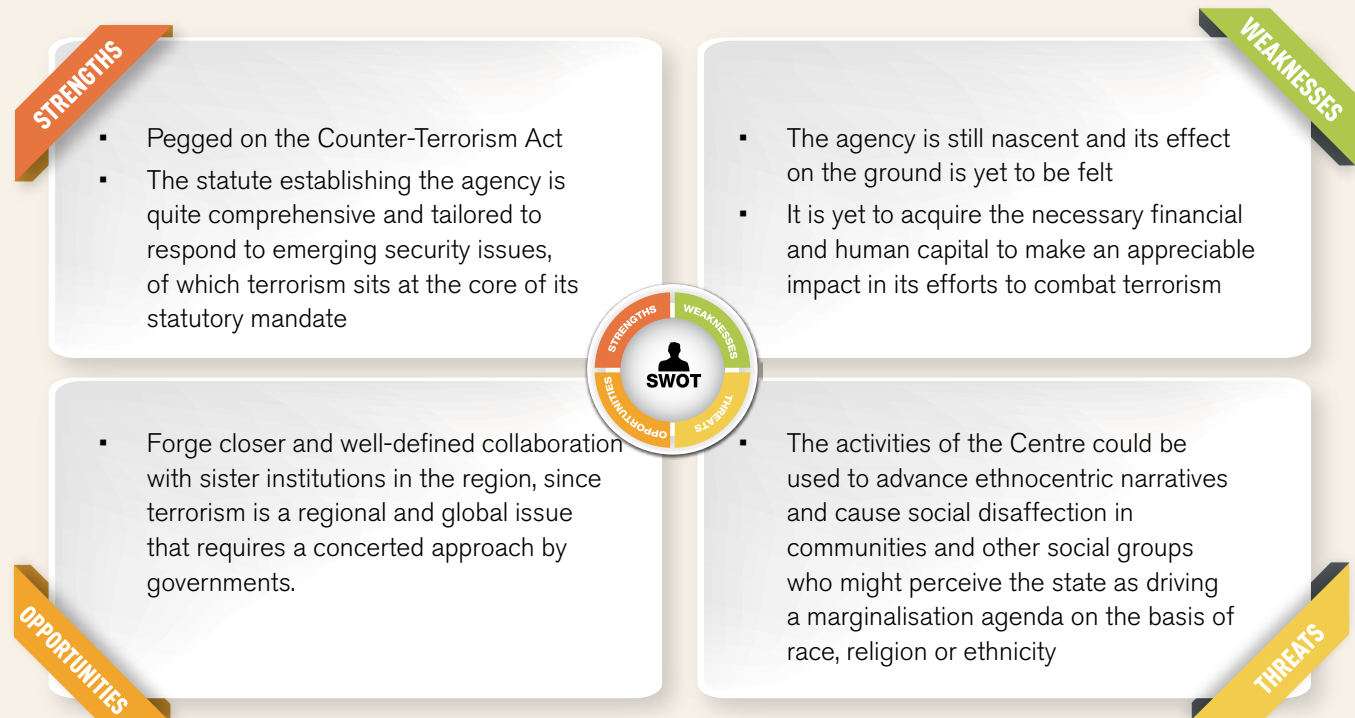 STRENGTHS
▪ Pegged on the Counter-Terrorism Act
▪ The statute establishing the agency is
quite comprehensive and tailored to
respond to emerging security issues,
of which terrorism sits at the core of its
statutory mandate
WEAKNESSES
▪ The agency is still nascent and its effect
on the ground is yet to be felt
▪ It is yet to acquire the necessary financial
and human capital to make an appreciable
impact in its efforts to combat terrorism
STRENGTHS
WEAKNESSES
SWOT
OPPORTUNITIES
THREATS
▪ Forge closer and well-defined collaboration
with sister institutions in the region, since
terrorism is a regional and global issue
that requires a concerted approach by
governments.
OPPORTUNITIES
▪ The activities of the Centre could be
used to advance ethnocentric narratives
and cause social disaffection in
communities and other social groups
who might perceive the state as driving
a marginalisation agenda on the basis of
race, religion or ethnicity
THREATS